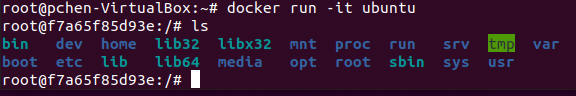 root@pchen-VirtualBox:~# docker run -it ubuntu
root@f7a65f85d93e:/# ls
bin dev home lib32 libx32 mnt proc run srv tmp var
boot etc lib lib64 media opt root sbin sys usr
root@f7a65f85d93e:/#